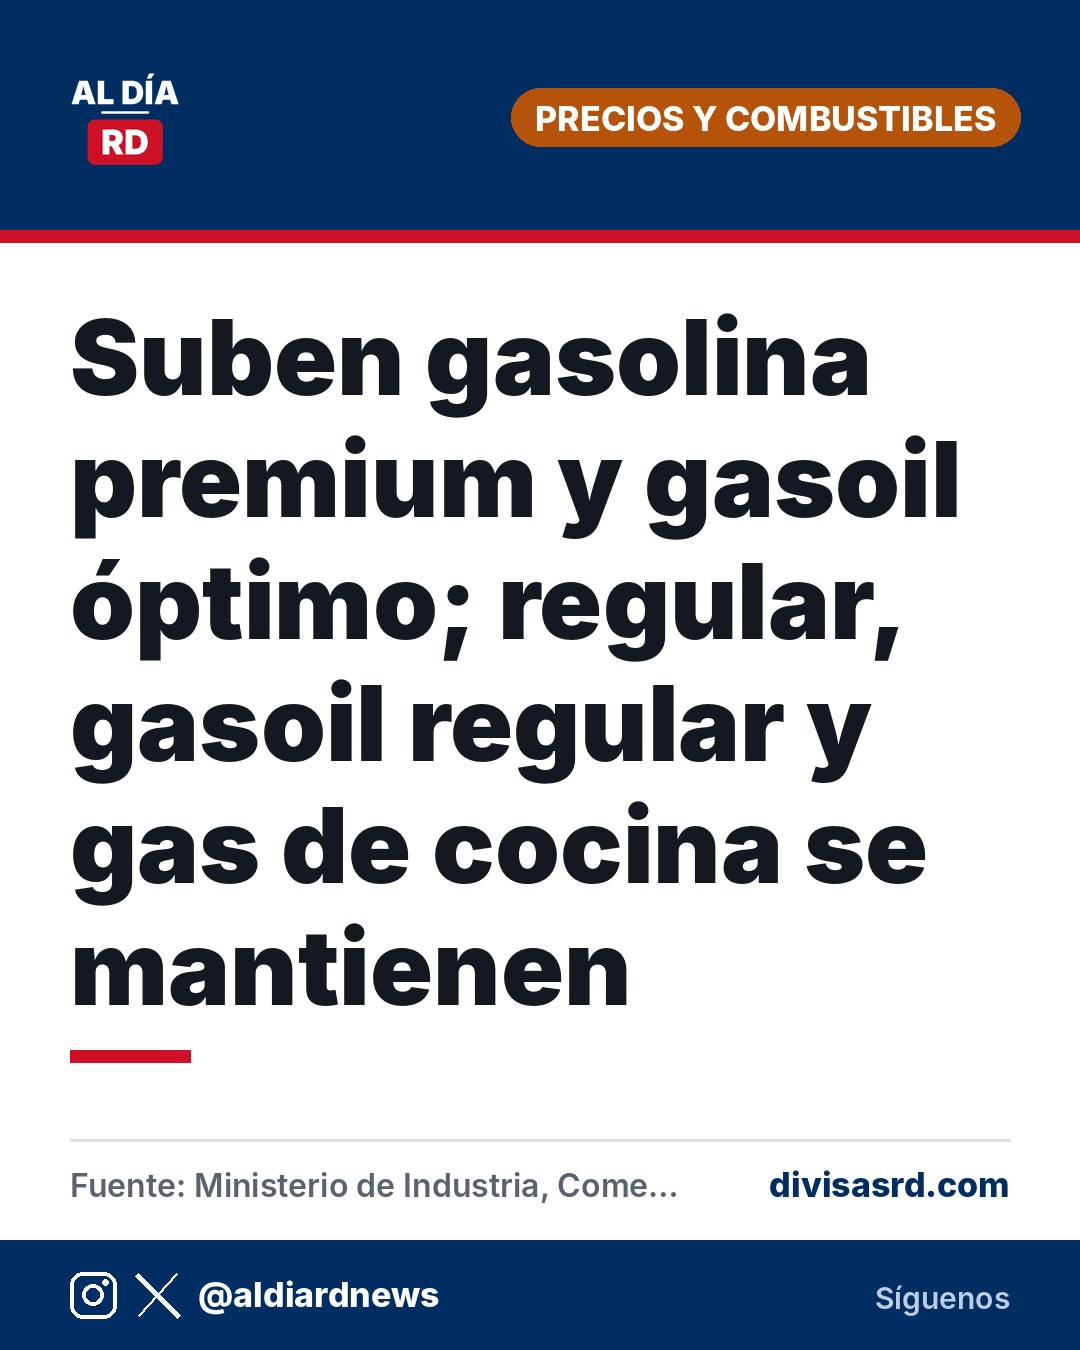 AL DÍA
RD
PRECIOS Y COMBUSTIBLES
Suben gasolina
premium y gasoil
óptimo; regular,
gasoil regular y
gas de cocina se
mantienen
Fuente: Ministerio de Industria, Come...
divisasrd.com
@aldiardnews
Síguenos